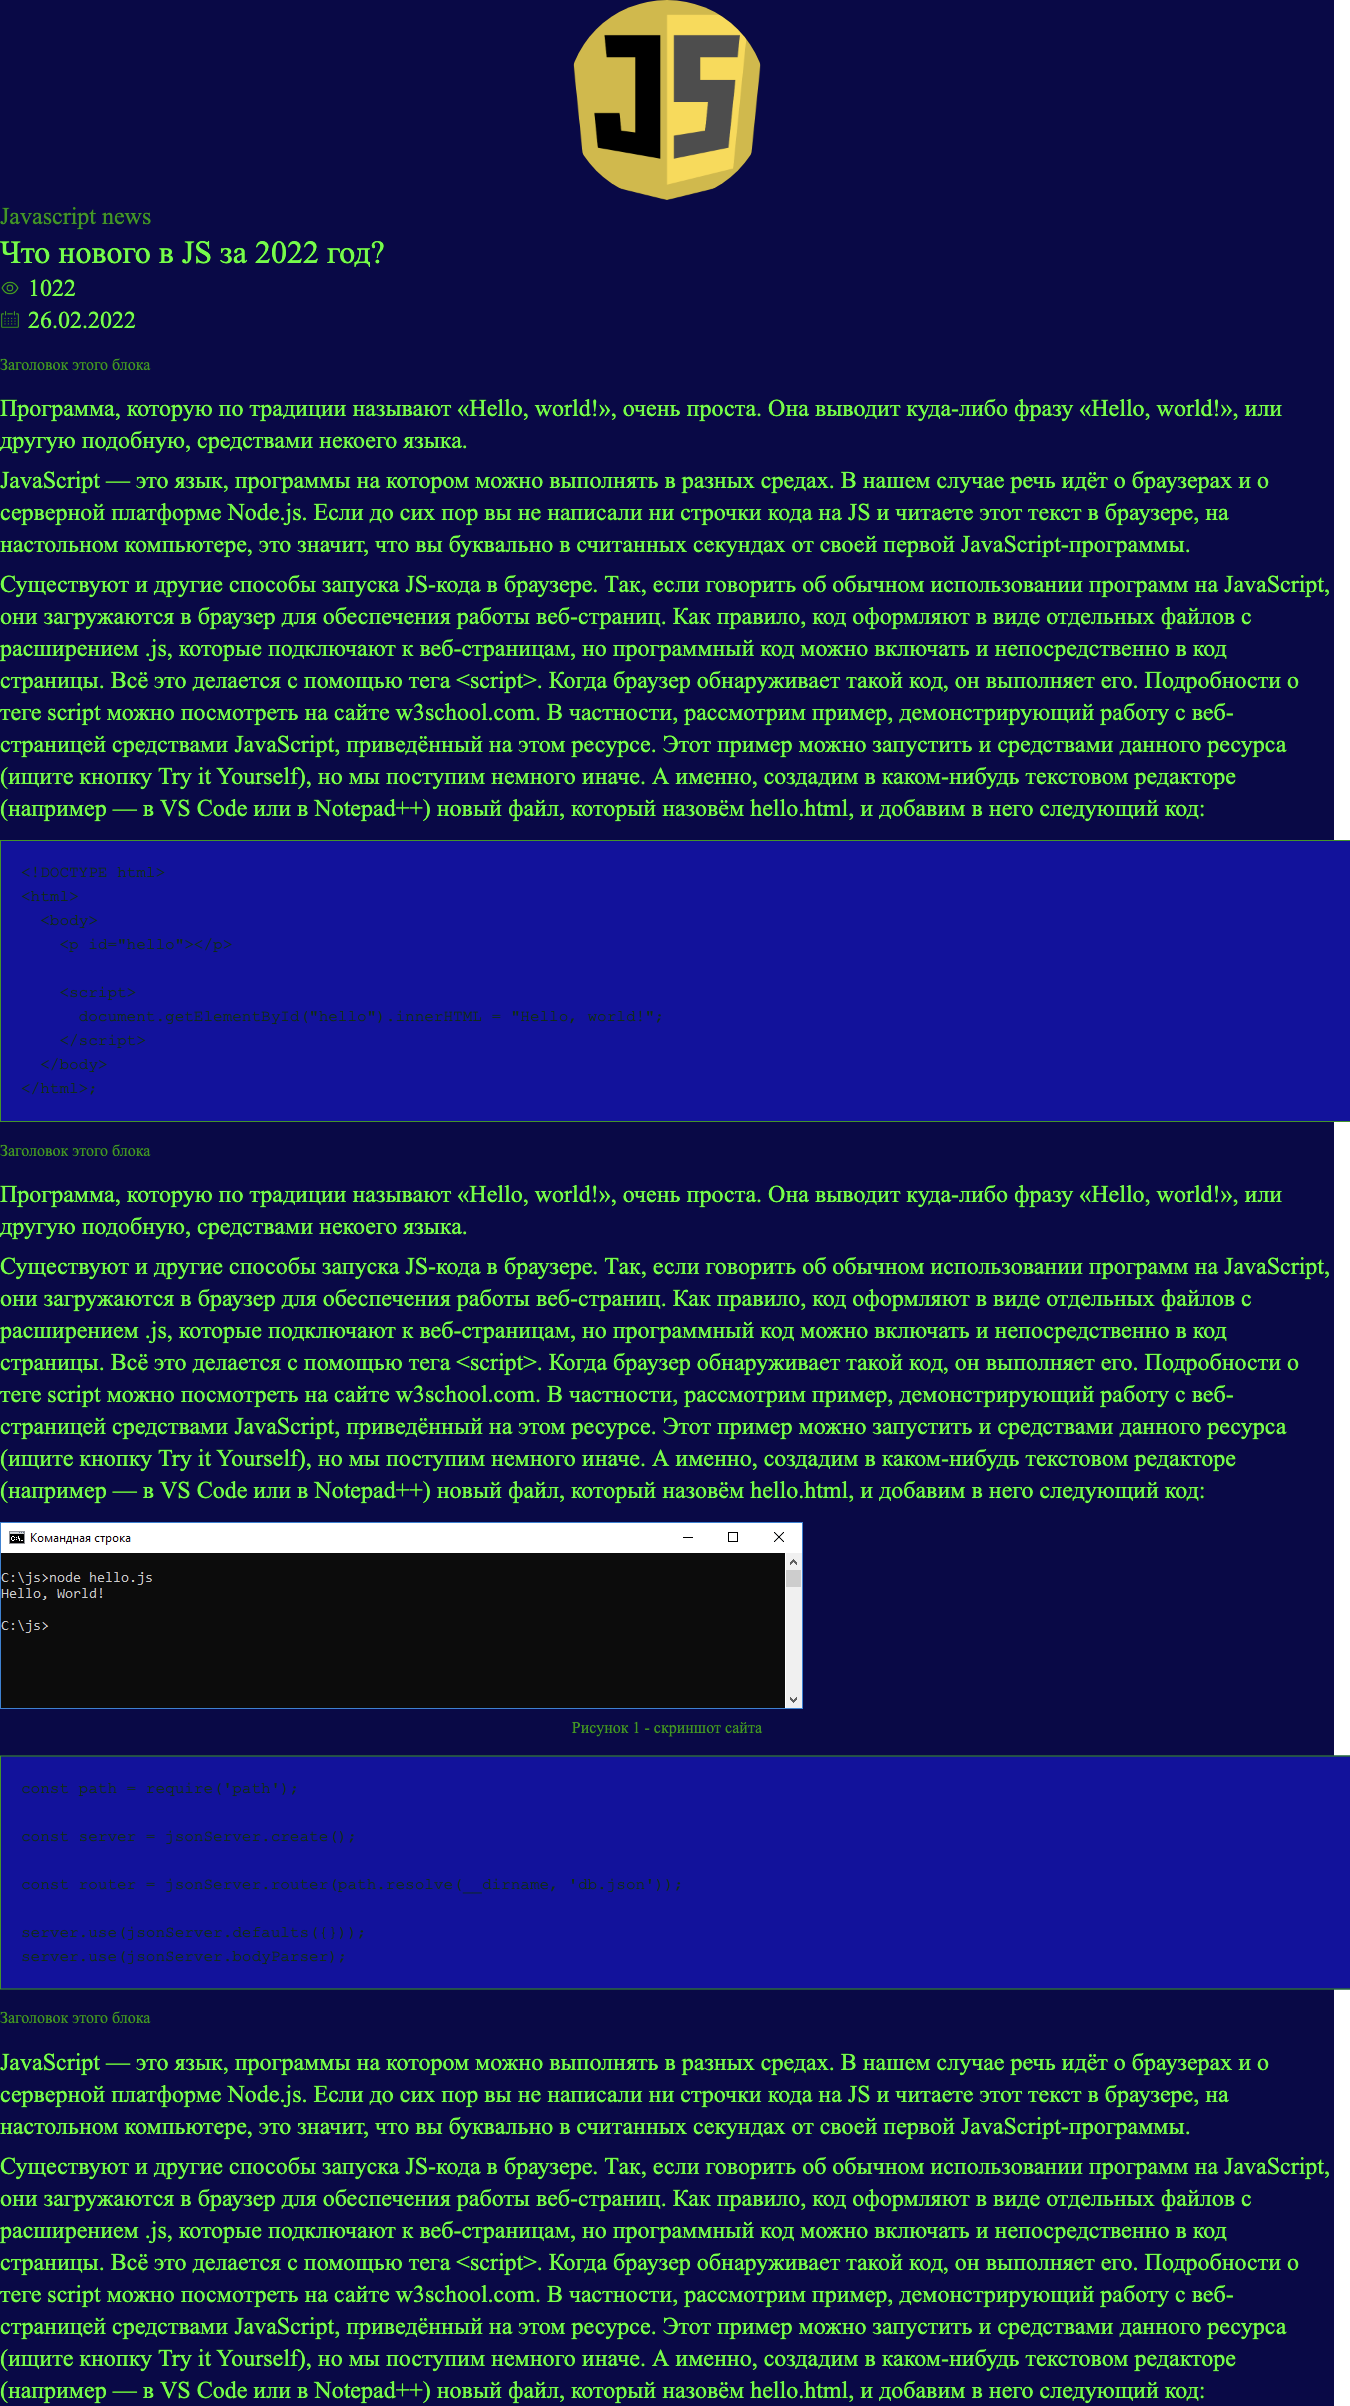 JS
Javascript news
Что нового в JS за 2022 год?
1022
26.02.2022
Заголовок этого блока
Программа, которую по традиции называют «Hello, world!», очень проста. Она выводит куда-либо фразу «Hello, world!», или
другую подобную, средствами некоего языка.
JavaScript — это язык, программы на котором можно выполнять в разных средах. В нашем случае речь идёт о браузерах и о
серверной платформе Node.js. Если до сих пор вы не написали ни строчки кода на JS и читаете этот текст в браузере, на
настольном компьютере, это значит, что вы буквально в считанных секундах от своей первой JavaScript-программы.
Существуют и другие способы запуска JS-кода в браузере. Так, если говорить об обычном использовании программ на JavaScript,
они загружаются в браузер для обеспечения работы веб-страниц. Как правило, код оформляют в виде отдельных файлов с
расширением .js, которые подключают к веб-страницам, но программный код можно включать и непосредственно в код
страницы. Всё это делается с помощью тега <script>. Когда браузер обнаруживает такой код, он выполняет его. Подробности о
теге script можно посмотреть на сайте w3school.com. В частности, рассмотрим пример, демонстрирующий работу с веб-
страницей средствами JavaScript, приведённый на этом ресурсе. Этот пример можно запустить и средствами данного ресурса
(ищите кнопку Try it Yourself), но мы поступим немного иначе. А именно, создадим в каком-нибудь текстовом редакторе
(например — в VS Code или в Notepad++) новый файл, который назовём hello.html, и добавим в него следующий код:
<!DOCTYPE html>
<html>
<body>
<p id="hello"></p>
<script>
document.getElementById("hello").innerHTML = "Hello, world!";
</script>
</body>
</html>;
Заголовок этого блока
Программа, которую по традиции называют «Hello, world!», очень проста. Она выводит куда-либо фразу «Hello, world!», или
другую подобную, средствами некоего языка.
Существуют и другие способы запуска JS-кода в браузере. Так, если говорить об обычном использовании программ на JavaScript,
они загружаются в браузер для обеспечения работы веб-страниц. Как правило, код оформляют в виде отдельных файлов с
расширением .js, которые подключают к веб-страницам, но программный код можно включать и непосредственно в код
страницы. Всё это делается с помощью тега <script>. Когда браузер обнаруживает такой код, он выполняет его. Подробности о
теге script можно посмотреть на сайте w3school.com. В частности, рассмотрим пример, демонстрирующий работу с веб-
страницей средствами JavaScript, приведённый на этом ресурсе. Этот пример можно запустить и средствами данного ресурса
(ищите кнопку Try it Yourself), но мы поступим немного иначе. А именно, создадим в каком-нибудь текстовом редакторе
(например — в VS Code или в Notepad++) новый файл, который назовём hello.html, и добавим в него следующий код:
Командная строка
C:\js>node hello.js
Hello, World!
C:\js>
Рисунок 1 - скриншот сайта
const path = require('path');
const server = jsonServer.create();
const router = jsonServer.router(path.resolve(__dirname, 'db.json'));
server.use(jsonServer.defaults({}));
server.use(jsonServer.bodyParser);
Заголовок этого блока
JavaScript — это язык, программы на котором можно выполнять в разных средах. В нашем случае речь идёт о браузерах и о
серверной платформе Node.js. Если до сих пор вы не написали ни строчки кода на JS и читаете этот текст в браузере, на
настольном компьютере, это значит, что вы буквально в считанных секундах от своей первой JavaScript-программы.
Существуют и другие способы запуска JS-кода в браузере. Так, если говорить об обычном использовании программ на JavaScript,
они загружаются в браузер для обеспечения работы веб-страниц. Как правило, код оформляют в виде отдельных файлов с
расширением .js, которые подключают к веб-страницам, но программный код можно включать и непосредственно в код
страницы. Всё это делается с помощью тега <script>. Когда браузер обнаруживает такой код, он выполняет его. Подробности о
теге script можно посмотреть на сайте w3school.com. В частности, рассмотрим пример, демонстрирующий работу с веб-
страницей средствами JavaScript, приведённый на этом ресурсе. Этот пример можно запустить и средствами данного ресурса
(ищите кнопку Try it Yourself), но мы поступим немного иначе. А именно, создадим в каком-нибудь текстовом редакторе
(например — в VS Code или в Notepad++) новый файл, который назовём hello.html, и добавим в него следующий код: